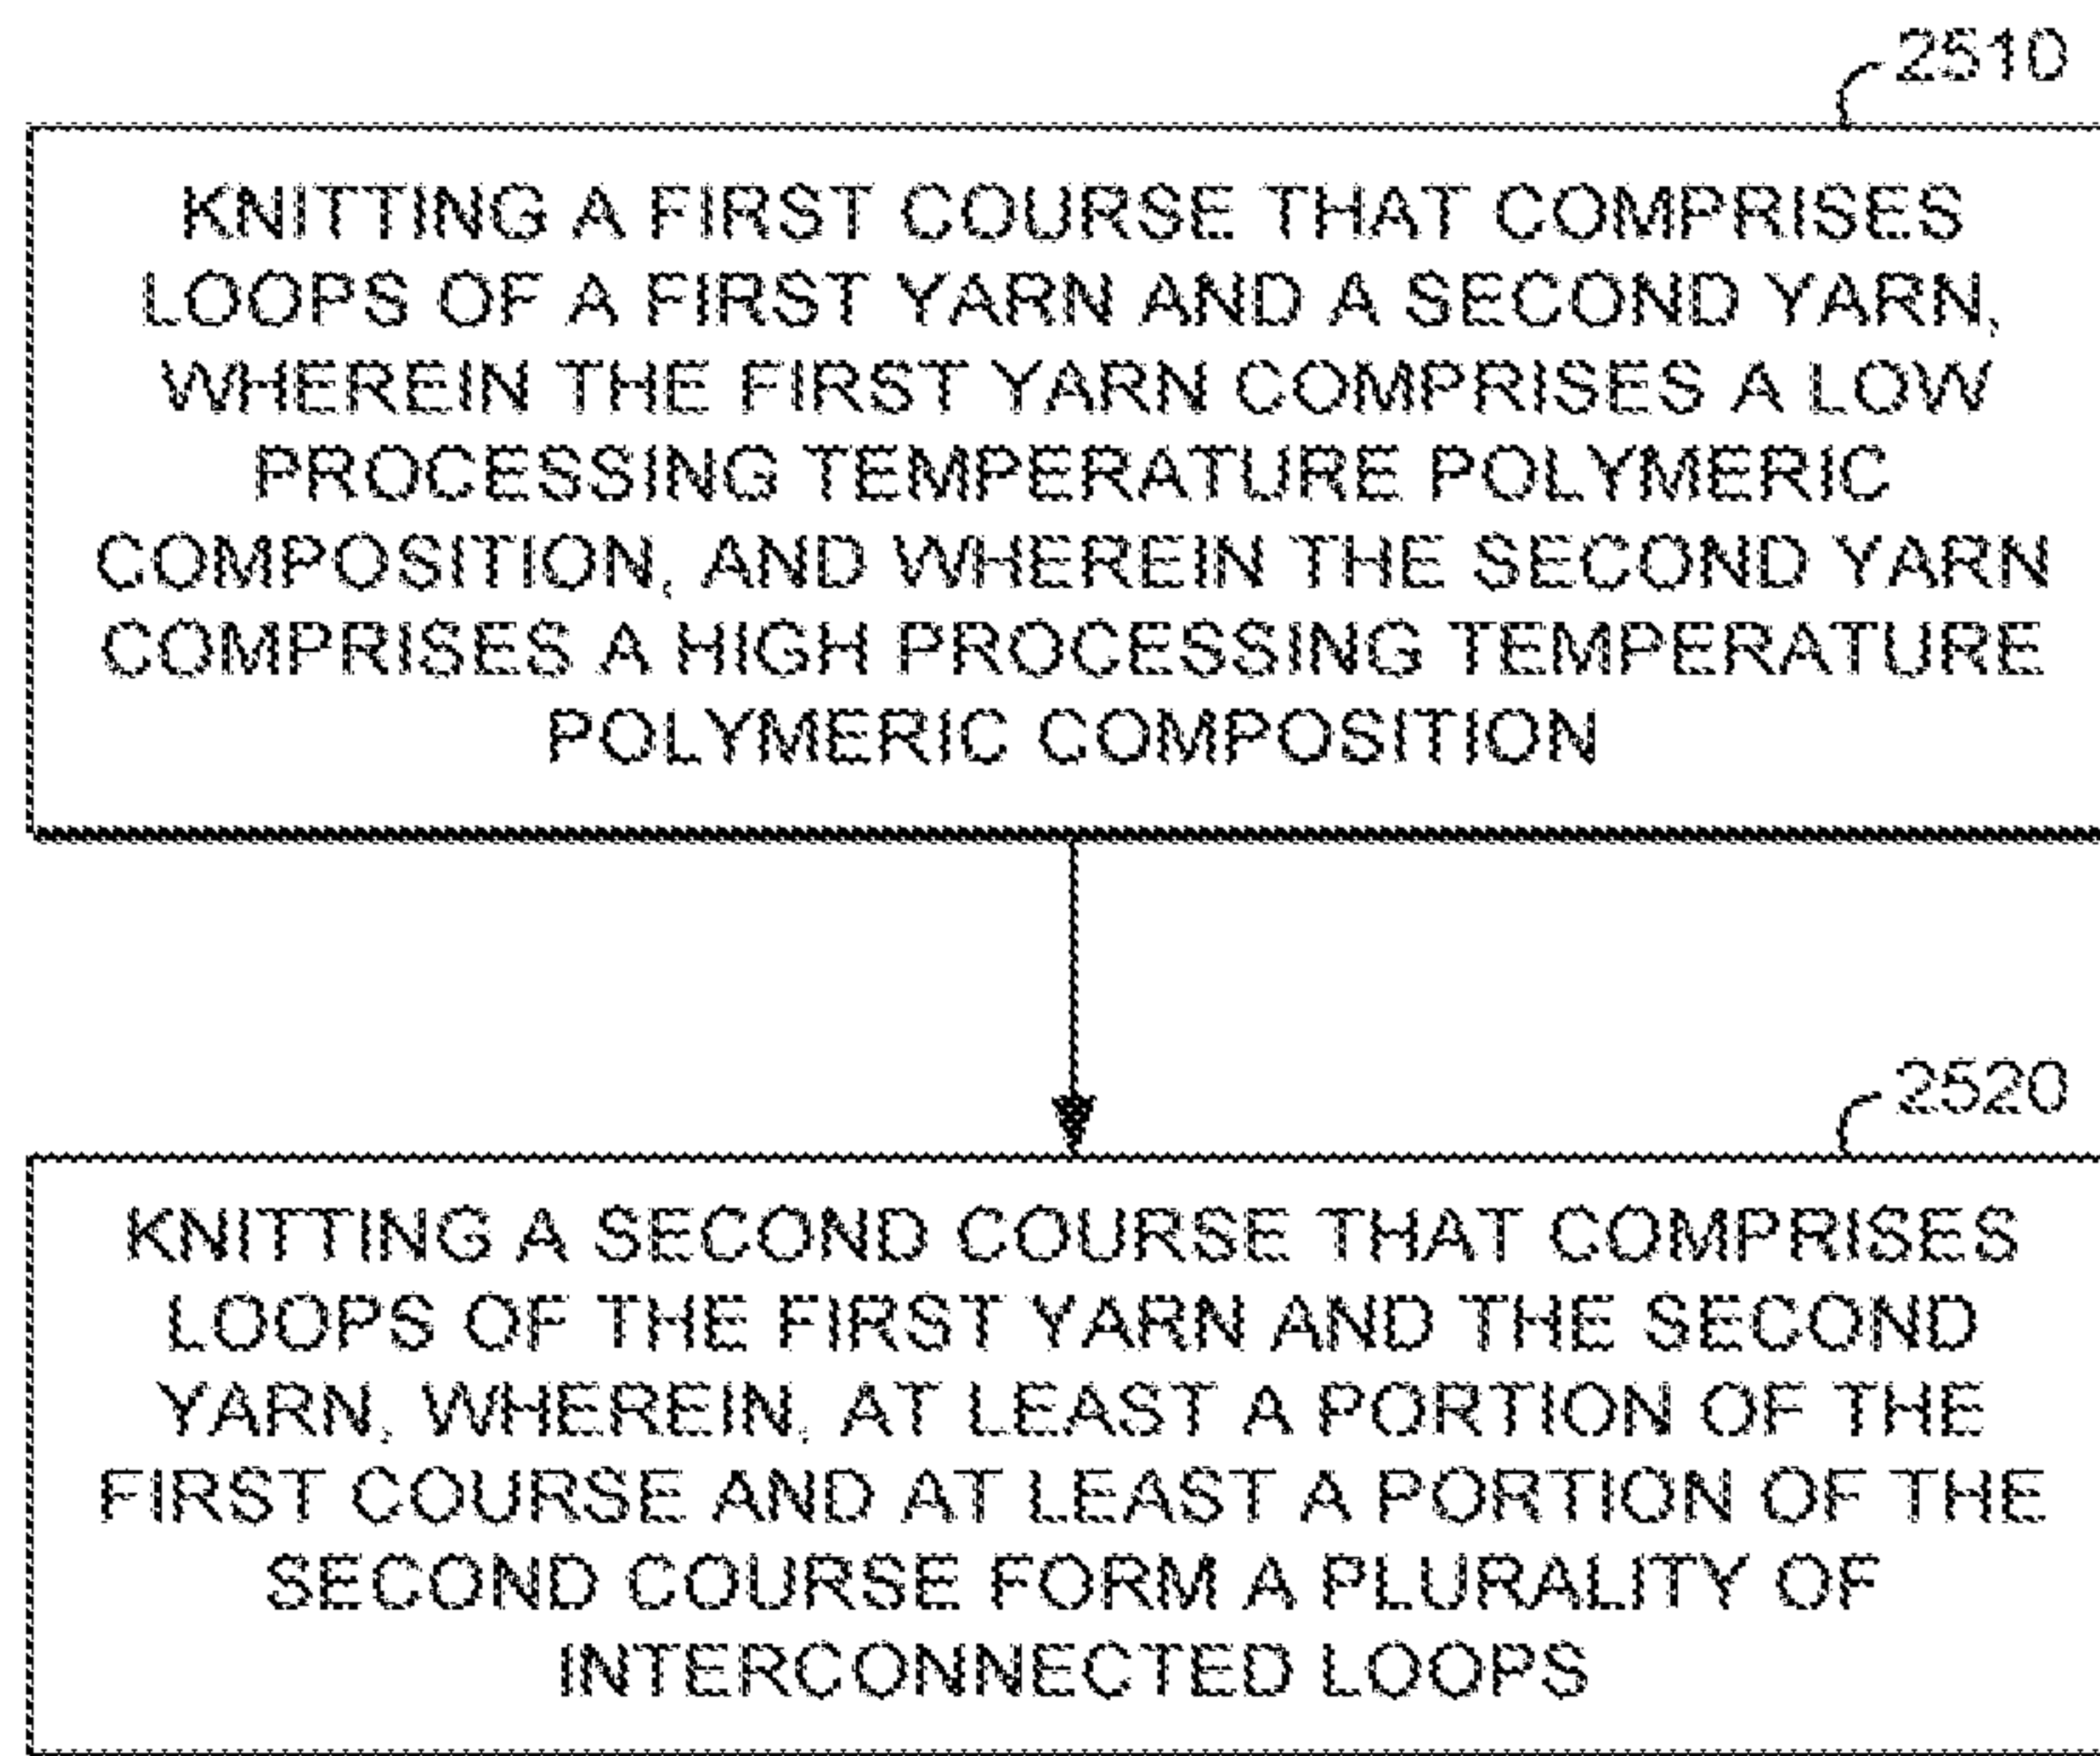 2510
KNITTING A FIRST COURSE THAT COMPRISES
LOOPS OF A FIRST YARN AND A SECOND YARN,
WHEREIN THE FIRST YARN COMPRISES A LOW
PROCESSING TEMPERATURE POLYMERIC
COMPOSITION, AND WHEREIN THE SECOND YARN
COMPRISES A HIGH PROCESSING TEMPERATURE
POLYMERIC COMPOSITION
2520
KNITTING A SECOND COURSE THAT COMPRISES
LOOPS OF THE FIRST YARN AND THE SECOND
YARN, WHEREIN, AT LEAST A PORTION OF THE
FIRST COURSE AND AT LEAST A PORTION OF THE
SECOND COURSE FORM A PLURALITY OF
INTERCONNECTED LOOPS